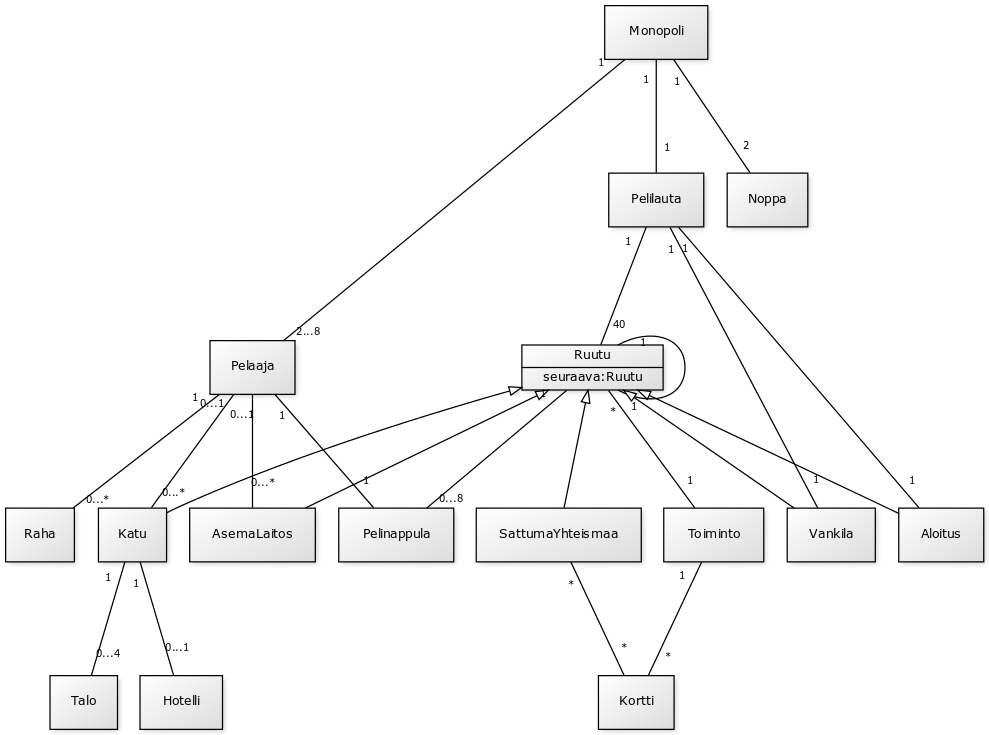 Monopoli
1
1
1
1
2
Pelilauta
Noppa
1
1
1
2...8
40
Pelaaja
Ruutu
1
seuraava:Ruutu
1
0...1
0...1
1
1
*
1
0...*
0...*
0...*
1
0...8
1
1
1
Raha
Katu
AsemaLaitos
Pelinappula
SattumaYhteismaa
Toiminto
Vankila
Aloitus
1
1
*
1
0...4
0...1
*
*
Talo
Hotelli
Kortti